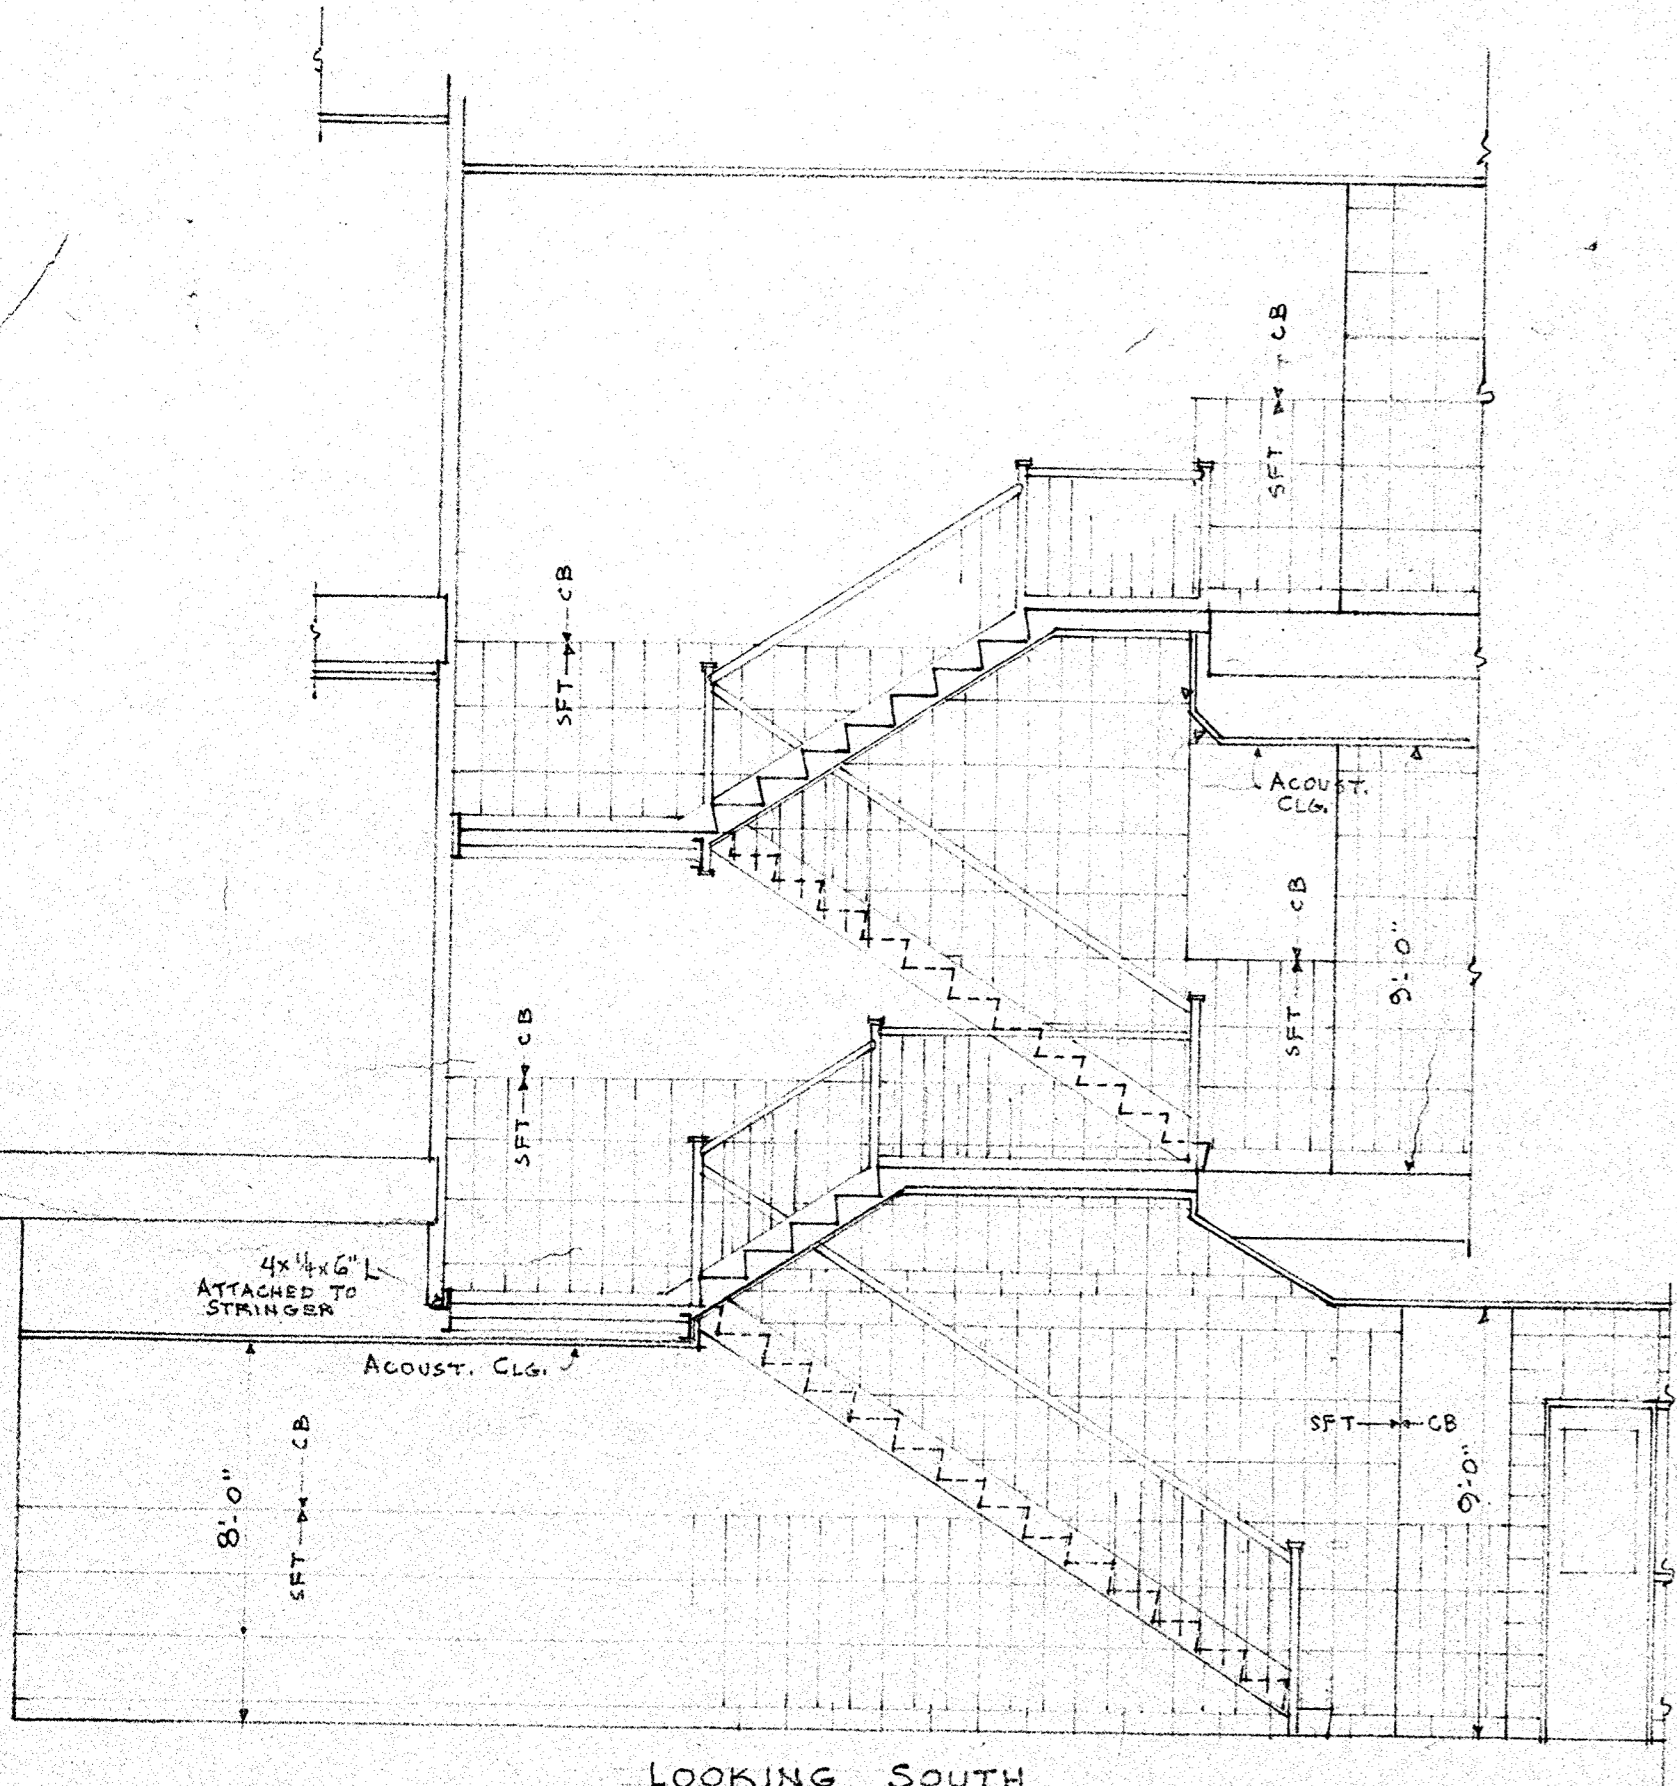 CB
SFT
CB
SFT
ACOUST.
CLG.
CB
SFT
9'-0"
CB
SFT
4x1/4x6" L
ATTACHED TO
STRINGER
ACOUST. CLG.
SFT CB
CB
SFT
8'-0"
9'-0"
LOOKING SOUTH